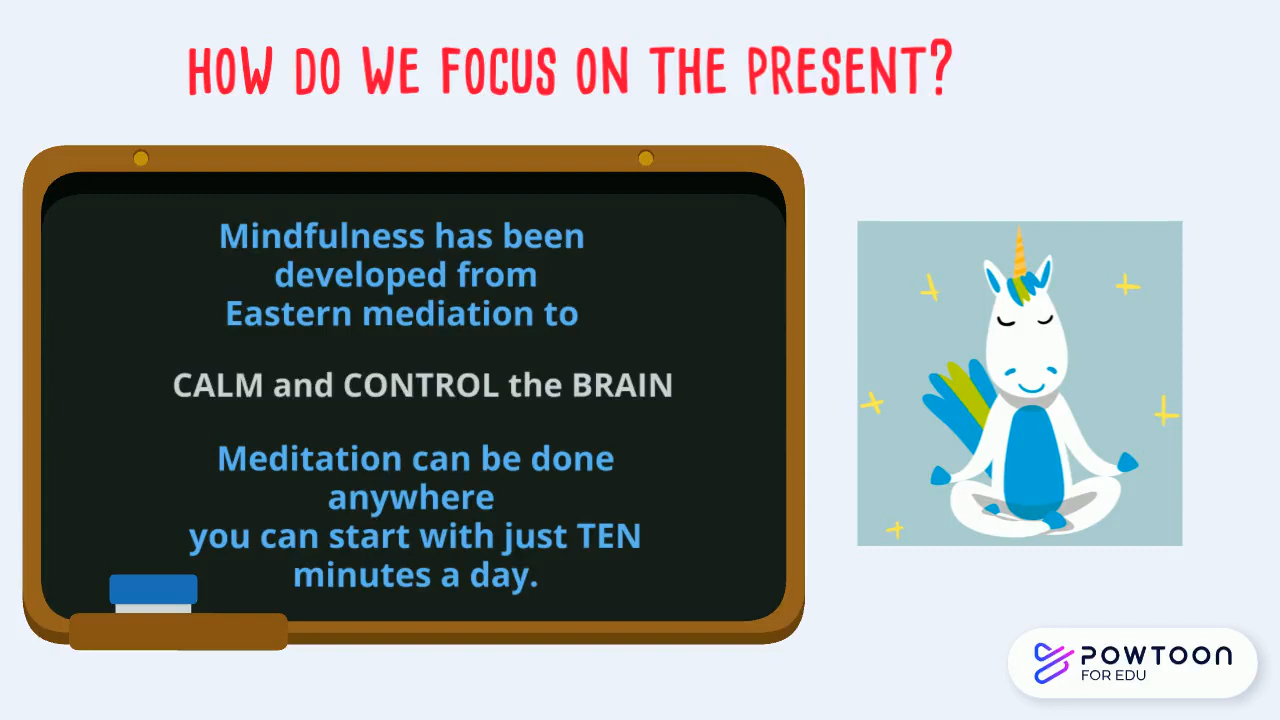 HOW DO WE FOCUS ON THE PRESENT?
Mindfulness has been
developed from
Eastern mediation to
CALM and CONTROL the BRAIN
Meditation can be done
anywhere
you can start with just TEN
minutes a day.
POWTOON
FOR EDU